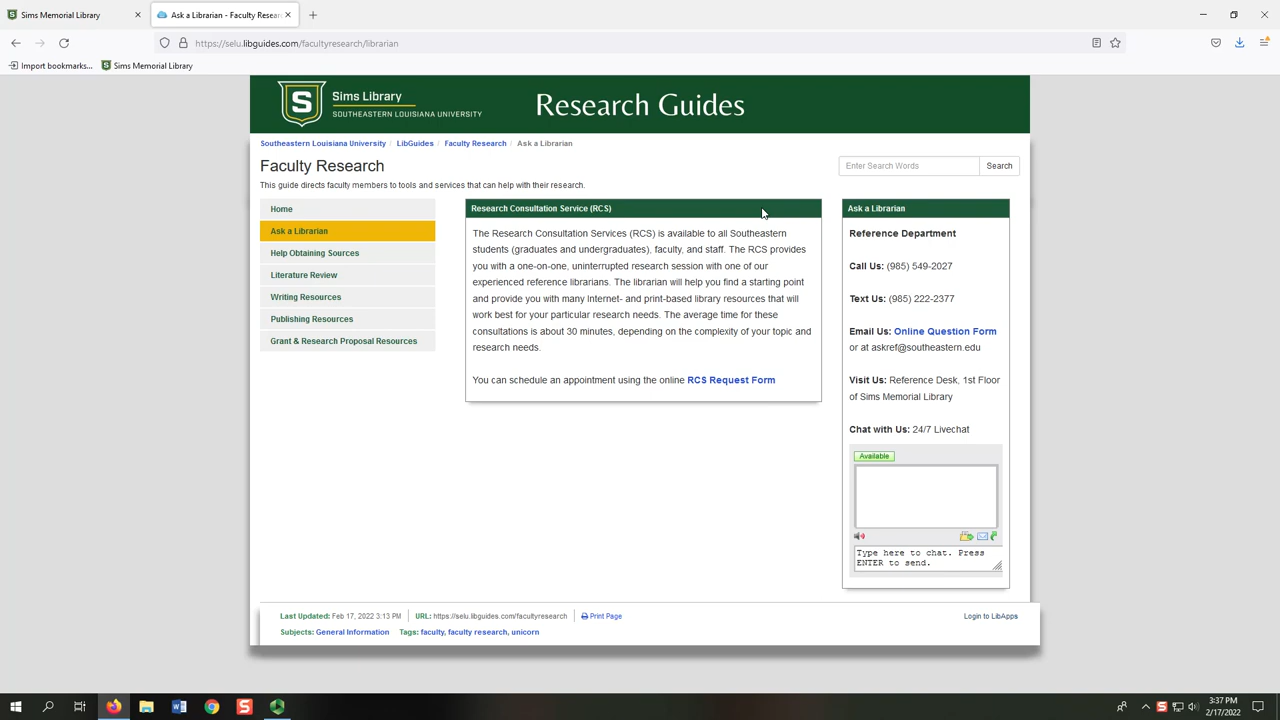 Sims Memorial Library
Ask a Librarian - Faculty Resear
https://selu.libguides.com/facultyresearch/librarian
Import bookmarks...
Sims Memorial Library
S
Sims Library
SOUTHEASTERN LOUISIANA UNIVERSITY
Research Guides
Southeastern Louisiana University / LibGuides / Faculty Research / Ask a Librarian
Faculty Research
Enter Search Words
Search
This guide directs faculty members to tools and services that can help with their research.
Home
Ask a Librarian
Help Obtaining Sources
Literature Review
Writing Resources
Publishing Resources
Grant & Research Proposal Resources
Research Consultation Service (RCS)
The Research Consultation Services (RCS) is available to all Southeastern
students (graduates and undergraduates), faculty, and staff. The RCS provides
you with a one-on-one, uninterrupted research session with one of our
experienced reference librarians. The librarian will help you find a starting point
and provide you with many Internet- and print-based library resources that will
work best for your particular research needs. The average time for these
consultations is about 30 minutes, depending on the complexity of your topic and
research needs.
You can schedule an appointment using the online RCS Request Form
Ask a Librarian
Reference Department
Call Us: (985) 549-2027
Text Us: (985) 222-2377
Email Us: Online Question Form
or at askref@southeastern.edu
Visit Us: Reference Desk, 1st Floor
of Sims Memorial Library
Chat with Us: 24/7 Livechat
Available
Type here to chat. Press
ENTER to send.
Last Updated: Feb 17, 2022 3:13 PM
URL: https://selu.libguides.com/facultyresearch
Print Page
Login to LibApps
Subjects: General Information
Tags: faculty, faculty research, unicorn
3:37 PM
2/17/2022